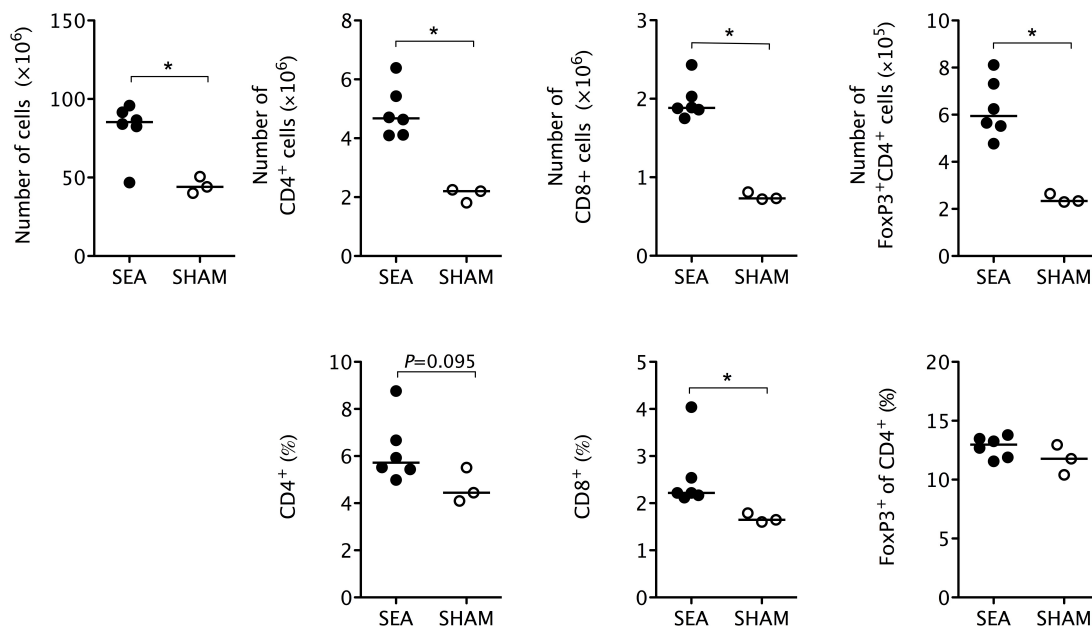 Number of cells (×10⁶)
150
100
50
0
*
SEA SHAM
Number of
CD4⁺ cells (×10⁶)
8
6
4
2
0
*
SEA SHAM
Number of
CD8+ cells (×10⁶)
3
2
1
0
*
SEA SHAM
Number of
FoxP3⁺CD4⁺ cells (×10⁵)
10
8
6
4
2
0
*
SEA SHAM
CD4⁺ (%)
10
8
6
4
2
0
P=0.095
SEA SHAM
CD8⁺ (%)
5
4
3
2
1
0
*
SEA SHAM
FoxP3⁺ of CD4⁺ (%)
20
15
10
5
0
SEA SHAM